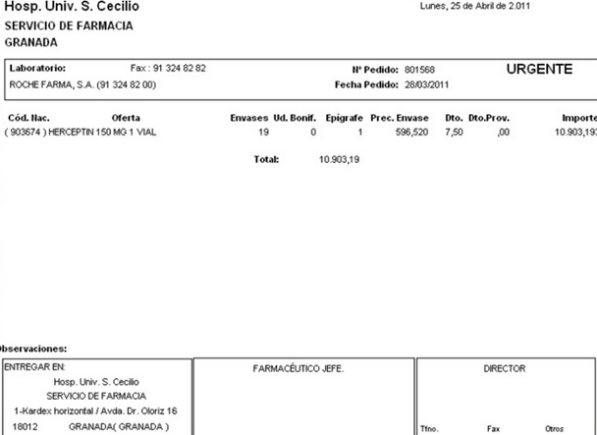 Hosp. Univ. S. Cecilio
Lunes, 25 de Abril de 2.011
SERVICIO DE FARMACIA
GRANADA
Laboratorio: Fax : 91 324 82 82 Nº Pedido: 801568 URGENTE
ROCHE FARMA, S.A. (91 324 82 00) Fecha Pedido: 28/03/2011
Cód. Nac. Oferta Envases Ud. Bonif. Epígrafe Prec. Envase Dto. Dto.Prov. Importe
( 903674 ) HERCEPTIN 150 MG 1 VIAL 19 0 1 596,520 7,50 ,00 10.903,193
Total: 10.903,19
Observaciones:
ENTREGAR EN: FARMACÉUTICO JEFE. DIRECTOR
Hosp. Univ. S. Cecilio
SERVICIO DE FARMACIA
1-Kardex horizontal / Avda. Dr. Oloriz 16
18012 GRANADA( GRANADA ) Tfno. Fax Otros